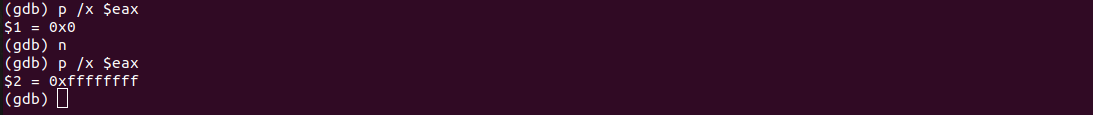 (gdb) p /x $eax
$1 = 0x0
(gdb) n
(gdb) p /x $eax
$2 = 0xffffffff
(gdb)